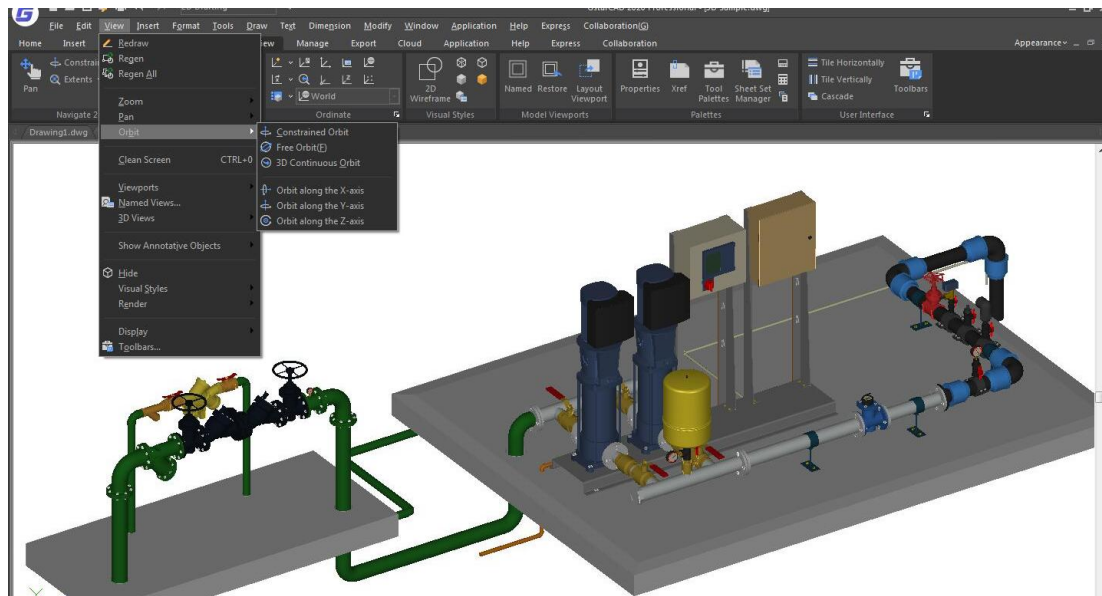 G
File Edit View Insert Format Tools Draw Text Dimension Modify Window Application Help Express Collaboration(G)
Home Insert Manage Export Cloud Application Help Express Collaboration Appearance
Redraw
Regen
Regen All
Zoom
Pan
Orbit
Clean Screen CTRL+0
Viewports
Named Views...
3D Views
Show Annotative Objects
Hide
Visual Styles
Render
Display
Toolbars...
Constrained Orbit
Free Orbit(F)
3D Continuous Orbit
Orbit along the X-axis
Orbit along the Y-axis
Orbit along the Z-axis
Pan
Extents
World
2D
Wireframe
Named Restore Layout
Viewport
Properties Xref Tool
Palettes Sheet Set
Manager
Tile Horizontally
Tile Vertically
Cascade
Toolbars
Navigate 2
Ordinate
Visual Styles
Model Viewports
Palettes
User Interface
Drawing1.dwg